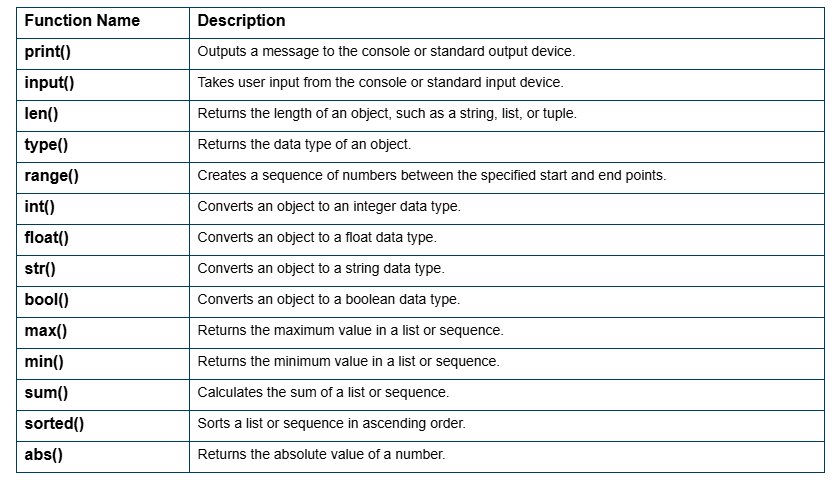 Function Name Description
print() Outputs a message to the console or standard output device.
input() Takes user input from the console or standard input device.
len() Returns the length of an object, such as a string, list, or tuple.
type() Returns the data type of an object.
range() Creates a sequence of numbers between the specified start and end points.
int() Converts an object to an integer data type.
float() Converts an object to a float data type.
str() Converts an object to a string data type.
bool() Converts an object to a boolean data type.
max() Returns the maximum value in a list or sequence.
min() Returns the minimum value in a list or sequence.
sum() Calculates the sum of a list or sequence.
sorted() Sorts a list or sequence in ascending order.
abs() Returns the absolute value of a number.